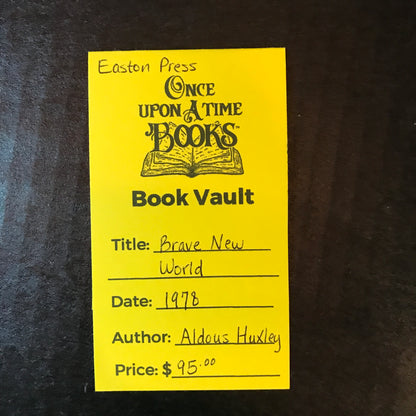 Easton Press
Once
UPON A TIME
BOOKS™
Book Vault
Title: Brave New
World
Date: 1978
Author: Aldous Huxley
Price: $ 95.00